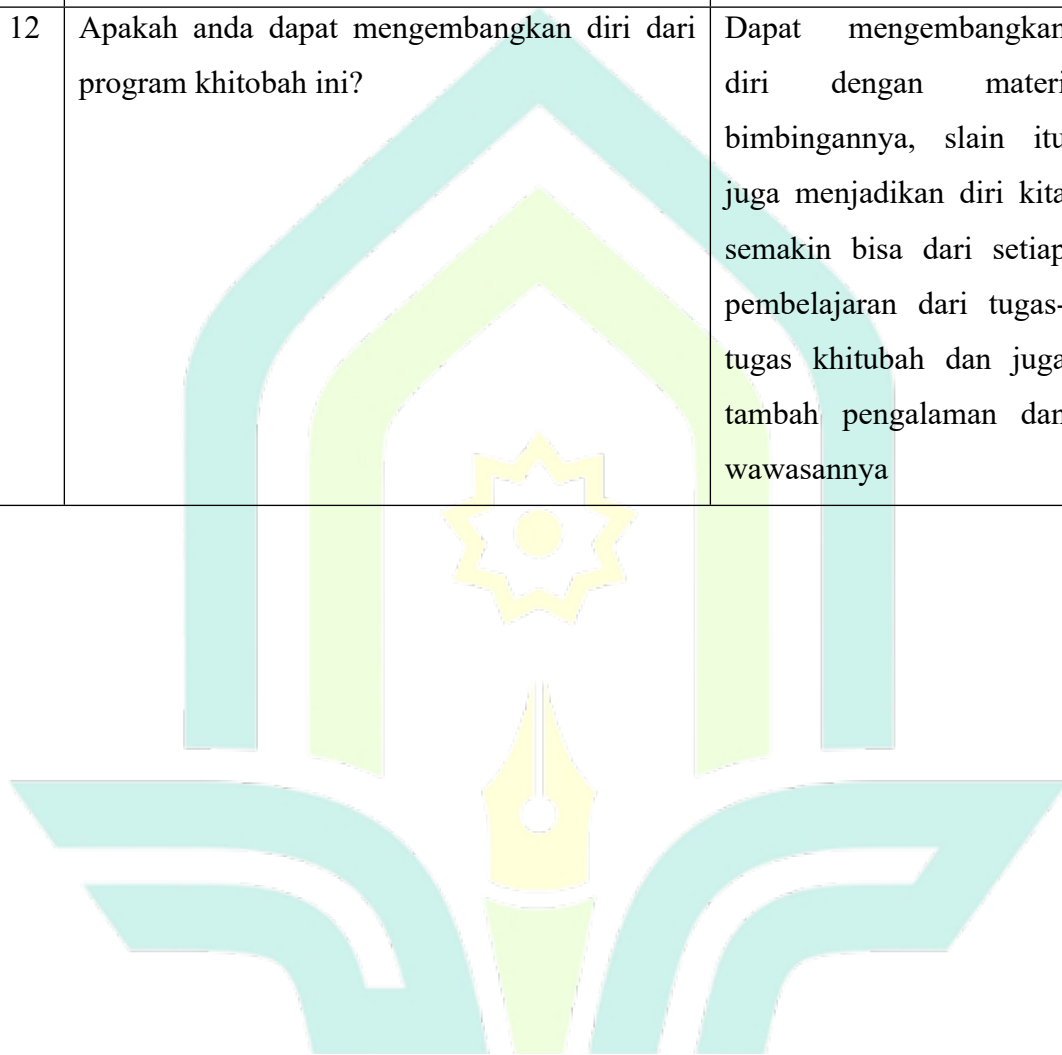 12 Apakah anda dapat mengembangkan diri dari
program khitobah ini?
Dapat mengembangkan
diri dengan materi
bimbingannya, slain itu
juga menjadikan diri kita
semakin bisa dari setiap
pembelajaran dari tugas-
tugas khitubah dan juga
tambah pengalaman dan
wawasannya